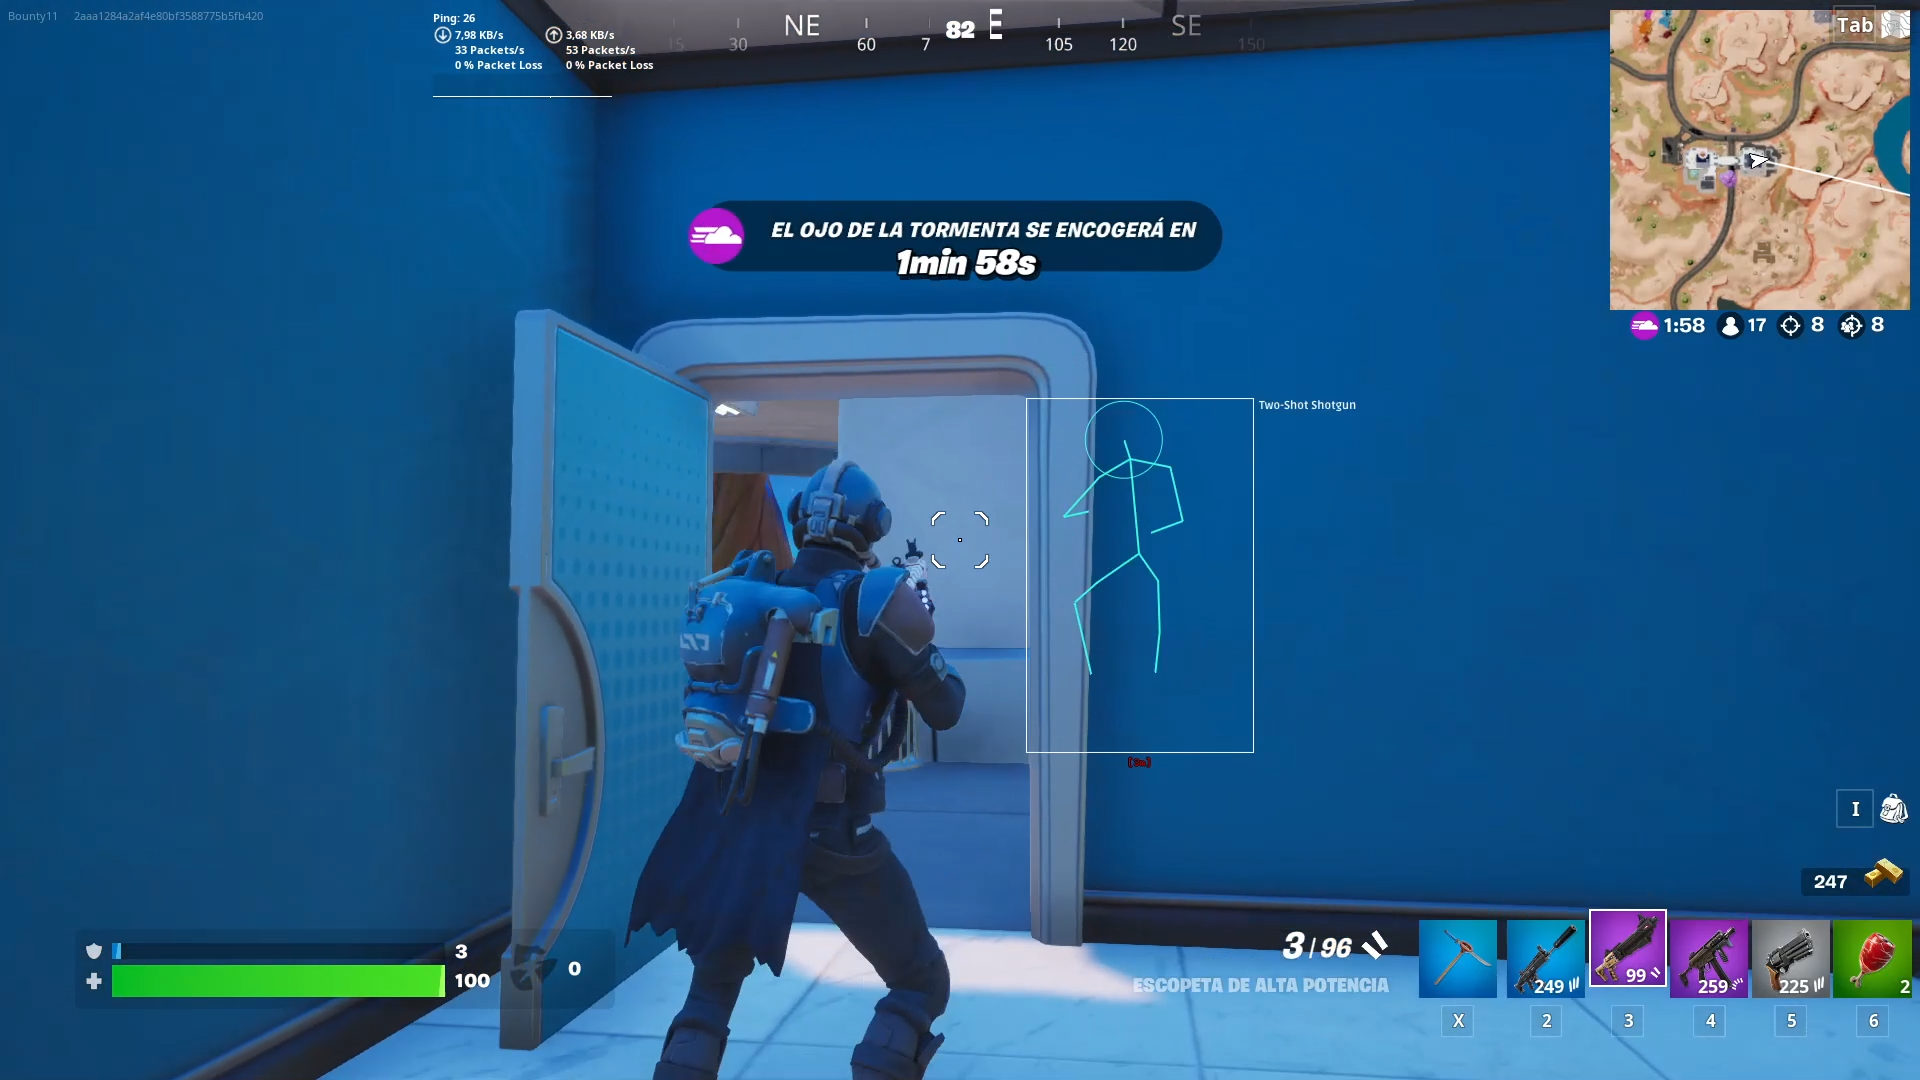 Bounty11 2aaa1284a2af4e80bf3588775b5fb420
Ping: 26
7,98 KB/s 3,68 KB/s
33 Packets/s 53 Packets/s
0 % Packet Loss 0 % Packet Loss
15 30 NE 60 7 82 E 105 120 SE 150
Tab
EL OJO DE LA TORMENTA SE ENCOGERÁ EN
1min 58s
1:58 17 8 8
Two-Shot Shotgun
I
247
3 / 96
ESCOPETA DE ALTA POTENCIA
249 99 259 225 2
X 2 3 4 5 6
3
100
0